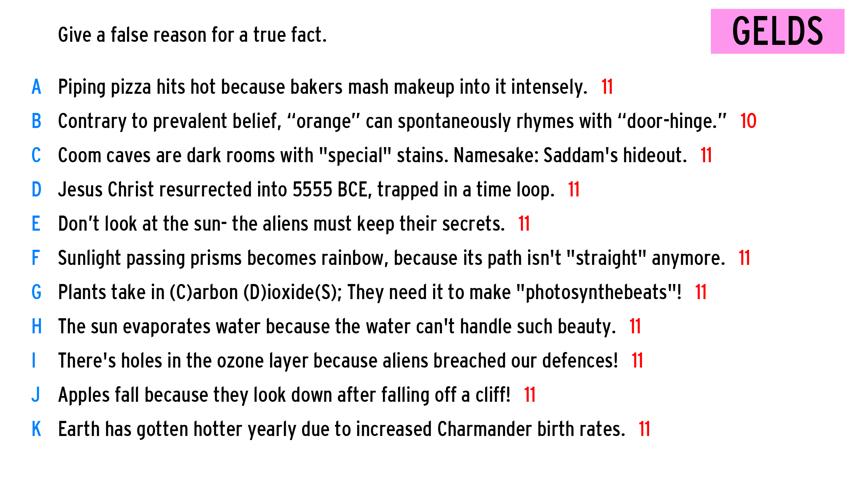 Give a false reason for a true fact.
GELDS
A Piping pizza hits hot because bakers mash makeup into it intensely. 11
B Contrary to prevalent belief, “orange” can spontaneously rhymes with “door-hinge.” 10
C Coom caves are dark rooms with "special" stains. Namesake: Saddam's hideout. 11
D Jesus Christ resurrected into 5555 BCE, trapped in a time loop. 11
E Don’t look at the sun- the aliens must keep their secrets. 11
F Sunlight passing prisms becomes rainbow, because its path isn't "straight" anymore. 11
G Plants take in (C)arbon (D)ioxide(S); They need it to make "photosynthebeats"! 11
H The sun evaporates water because the water can't handle such beauty. 11
I There's holes in the ozone layer because aliens breached our defences! 11
J Apples fall because they look down after falling off a cliff! 11
K Earth has gotten hotter yearly due to increased Charmander birth rates. 11